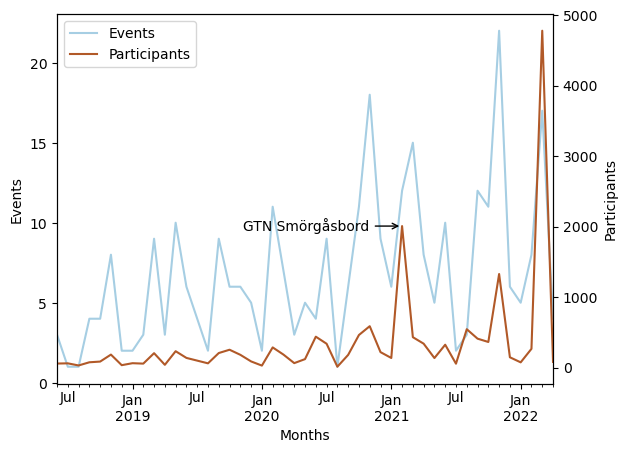 Events
Participants
20
15
10
5
0
Events
5000
4000
3000
2000
1000
0
Participants
GTN Smörgåsbord
Jul
Jan
2019
Jul
Jan
2020
Jul
Jan
2021
Jul
Jan
2022
Months